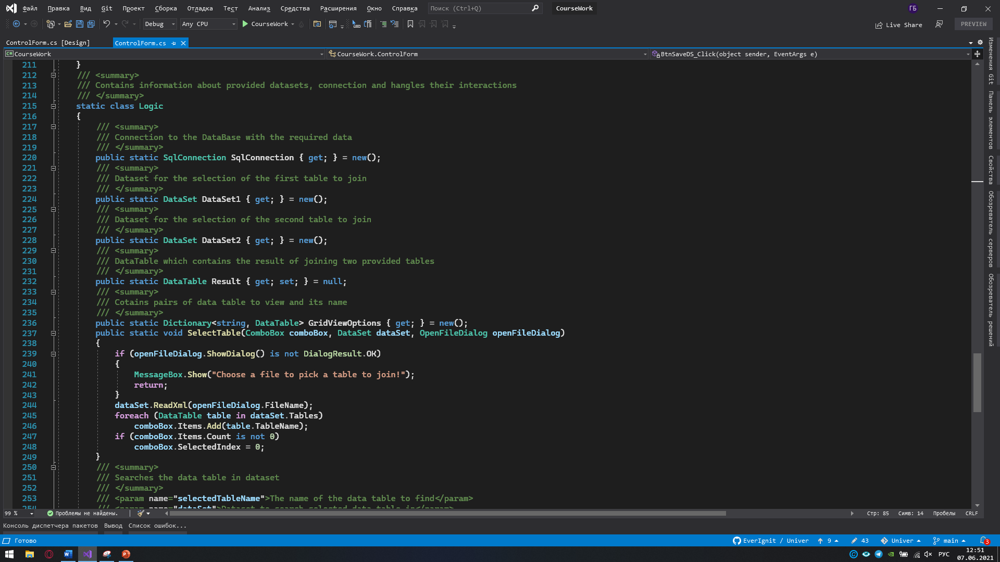 Файл Правка Вид Git Проект Сборка Отладка Тест Анализ Средства Расширения Окно Справка Поиск (Ctrl+Q) CourseWork ГБ
Debug Any CPU CourseWork Live Share PREVIEW
ControlForm.cs [Design] ControlForm.cs
CourseWork CourseWork.ControlForm BtnSaveDS_Click(object sender, EventArgs e)
211 }
212 /// <summary>
213 /// Contains information about provided datasets, connection and hangles their interactions
214 /// </summary>
215 static class Logic
216 {
217 /// <summary>
218 /// Connection to the DataBase with the required data
219 /// </summary>
220 public static SqlConnection SqlConnection { get; } = new();
221 /// <summary>
222 /// Dataset for the selection of the first table to join
223 /// </summary>
224 public static DataSet DataSet1 { get; } = new();
225 /// <summary>
226 /// Dataset for the selection of the second table to join
227 /// </summary>
228 public static DataSet DataSet2 { get; } = new();
229 /// <summary>
230 /// DataTable which contains the result of joining two provided tables
231 /// </summary>
232 public static DataTable Result { get; set; } = null;
233 /// <summary>
234 /// Cotains pairs of data table to view and its name
235 /// </summary>
236 public static Dictionary<string, DataTable> GridViewOptions { get; } = new();
237 public static void SelectTable(ComboBox comboBox, DataSet dataSet, OpenFileDialog openFileDialog)
238 {
239 if (openFileDialog.ShowDialog() is not DialogResult.OK)
240 {
241 MessageBox.Show("Choose a file to pick a table to join!");
242 return;
243 }
244 dataSet.ReadXml(openFileDialog.FileName);
245 foreach (DataTable table in dataSet.Tables)
246 comboBox.Items.Add(table.TableName);
247 if (comboBox.Items.Count is not 0)
248 comboBox.SelectedIndex = 0;
249 }
250 /// <summary>
251 /// Searches the data table in dataset
252 /// </summary>
253 /// <param name="selectedTableName">The name of the data table to find</param>
254 /// <param name="dataSet">Dataset to search selected data table in</param>
Изменения Git
Панель элементов
Свойства
Обозреватель серверов
Обозреватель решений
99 % Проблемы не найдены. Стр: 85 Симв: 14 Пробелы CRLF
Консоль диспетчера пакетов Вывод Список ошибок...
Готово EverIgnit / Univer 9 43 Univer main 3
РУС 12:51
07.06.2021